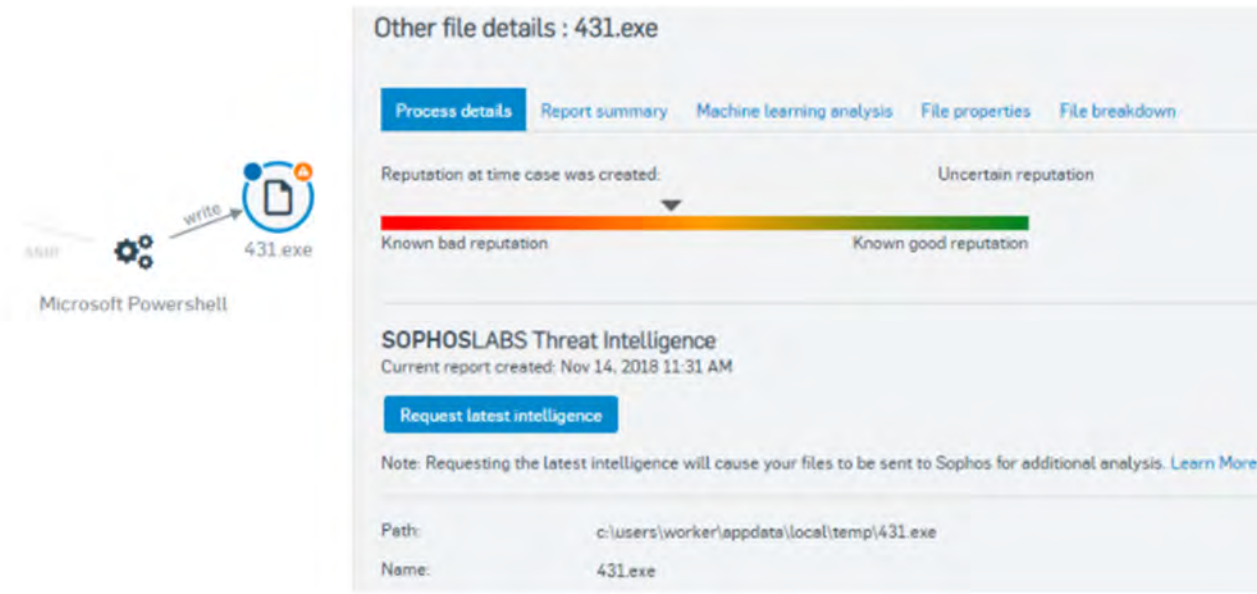 Other file details : 431.exe
Process details Report summary Machine learning analysis File properties File breakdown
Reputation at time case was created: Uncertain reputation
Known bad reputation Known good reputation
write
431.exe
Microsoft Powershell
SOPHOSLABS Threat Intelligence
Current report created: Nov 14, 2018 11:31 AM
Request latest intelligence
Note: Requesting the latest intelligence will cause your files to be sent to Sophos for additional analysis. Learn More
Path: c:\users\worker\appdata\local\temp\431.exe
Name: 431.exe